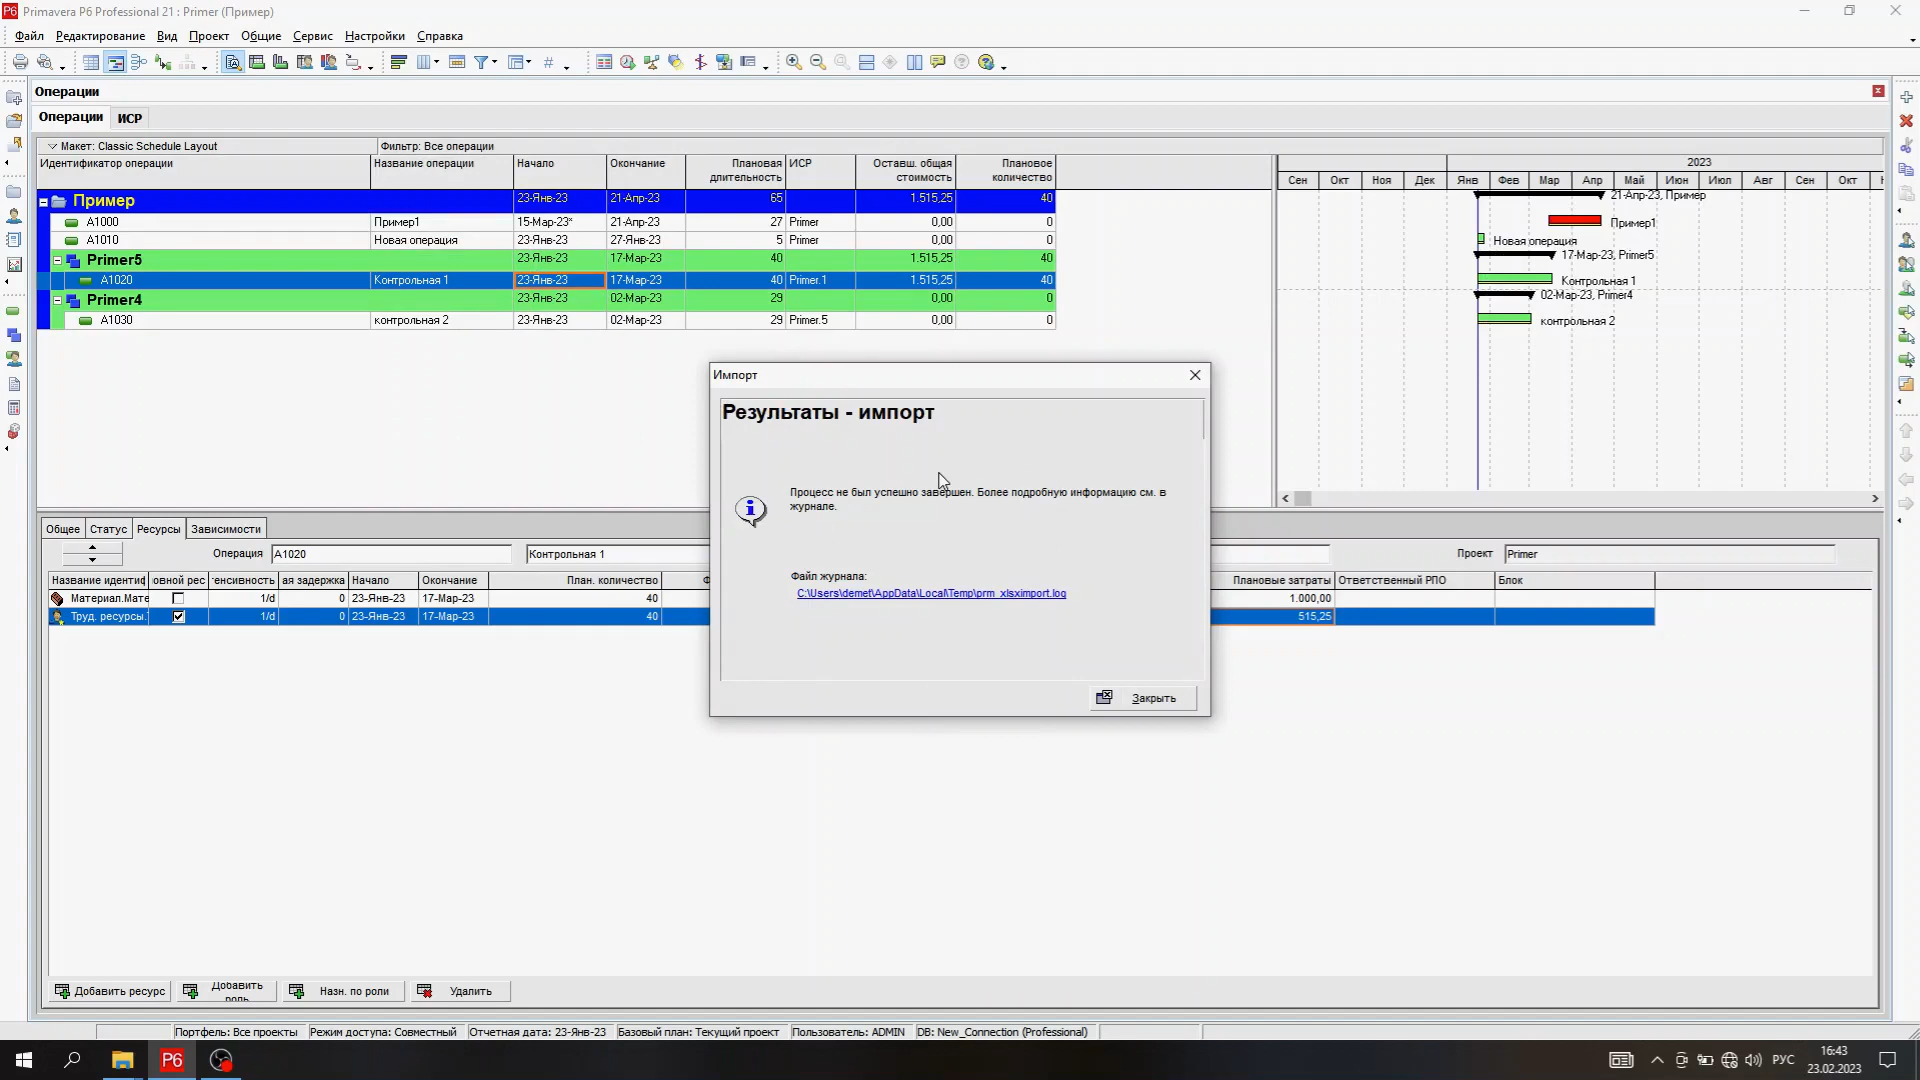 Primavera P6 Professional 21 : Primer (Пример)
Файл Редактирование Вид Проект Общие Сервис Настройки Справка
Операции
Операции ИСР
Макет: Classic Schedule Layout Фильтр: Все операции
Идентификатор операции Название операции Начало Окончание Плановая длительность ИСР Оставш. общая стоимость Плановое количество
2023
Сен Окт Ноя Дек Янв Фев Мар Апр Май Июн Июл Авг Сен Окт
Пример 23-Янв-23 21-Апр-23 65 1.515,25 40
21-Апр-23, Пример
A1000 Пример1 15-Мар-23* 21-Апр-23 27 Primer 0,00 0
Пример1
A1010 Новая операция 23-Янв-23 27-Янв-23 5 Primer 0,00 0
Новая операция
Primer5 23-Янв-23 17-Мар-23 40 1.515,25 40
17-Мар-23, Primer5
A1020 Контрольная 1 23-Янв-23 17-Мар-23 40 Primer.1 1.515,25 40
Контрольная 1
Primer4 23-Янв-23 02-Мар-23 29 0,00 0
02-Мар-23, Primer4
A1030 контрольная 2 23-Янв-23 02-Мар-23 29 Primer.5 0,00 0
контрольная 2
Импорт
Результаты - импорт
Процесс не был успешно завершен. Более подробную информацию см. в
журнале.
Файл журнала:
C:\Users\demet\AppData\Local\Temp\prm_xlsximport.log
Закрыть
Общее Статус Ресурсы Зависимости
Операция A1020 Контрольная 1 Проект Primer
Название идентиф овной рес тенсивность ая задержка Начало Окончание План. количество Ф Плановые затраты Ответственный РПО Блок
Материал.Мате 1/d 0 23-Янв-23 17-Мар-23 40 1.000,00
Труд. ресурсы. 1/d 0 23-Янв-23 17-Мар-23 40 515,25
Добавить ресурс Добавить роль Назн. по роли Удалить
Портфель: Все проекты Режим доступа: Совместный Отчетная дата: 23-Янв-23 Базовый план: Текущий проект Пользователь: ADMIN DB: New_Connection (Professional)
P6 РУС 16:43
23.02.2023